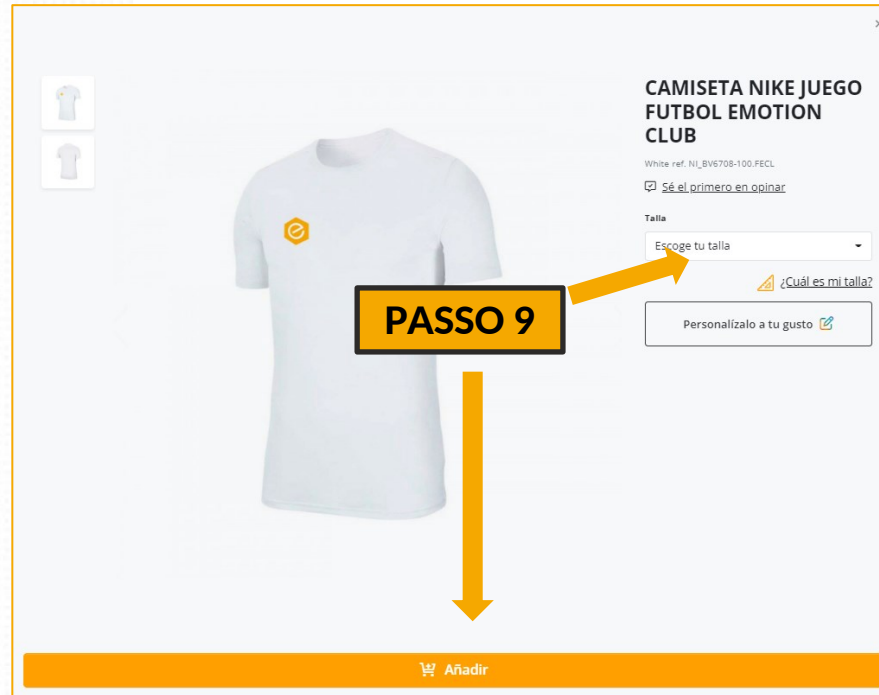 CAMISETA NIKE JUEGO
FUTBOL EMOTION
CLUB
White ref. NI_BV6708-100.FECL
Sé el primero en opinar
Talla
Escoge tu talla
¿Cuál es mi talla?
PASSO 9
Personalízalo a tu gusto
Añadir